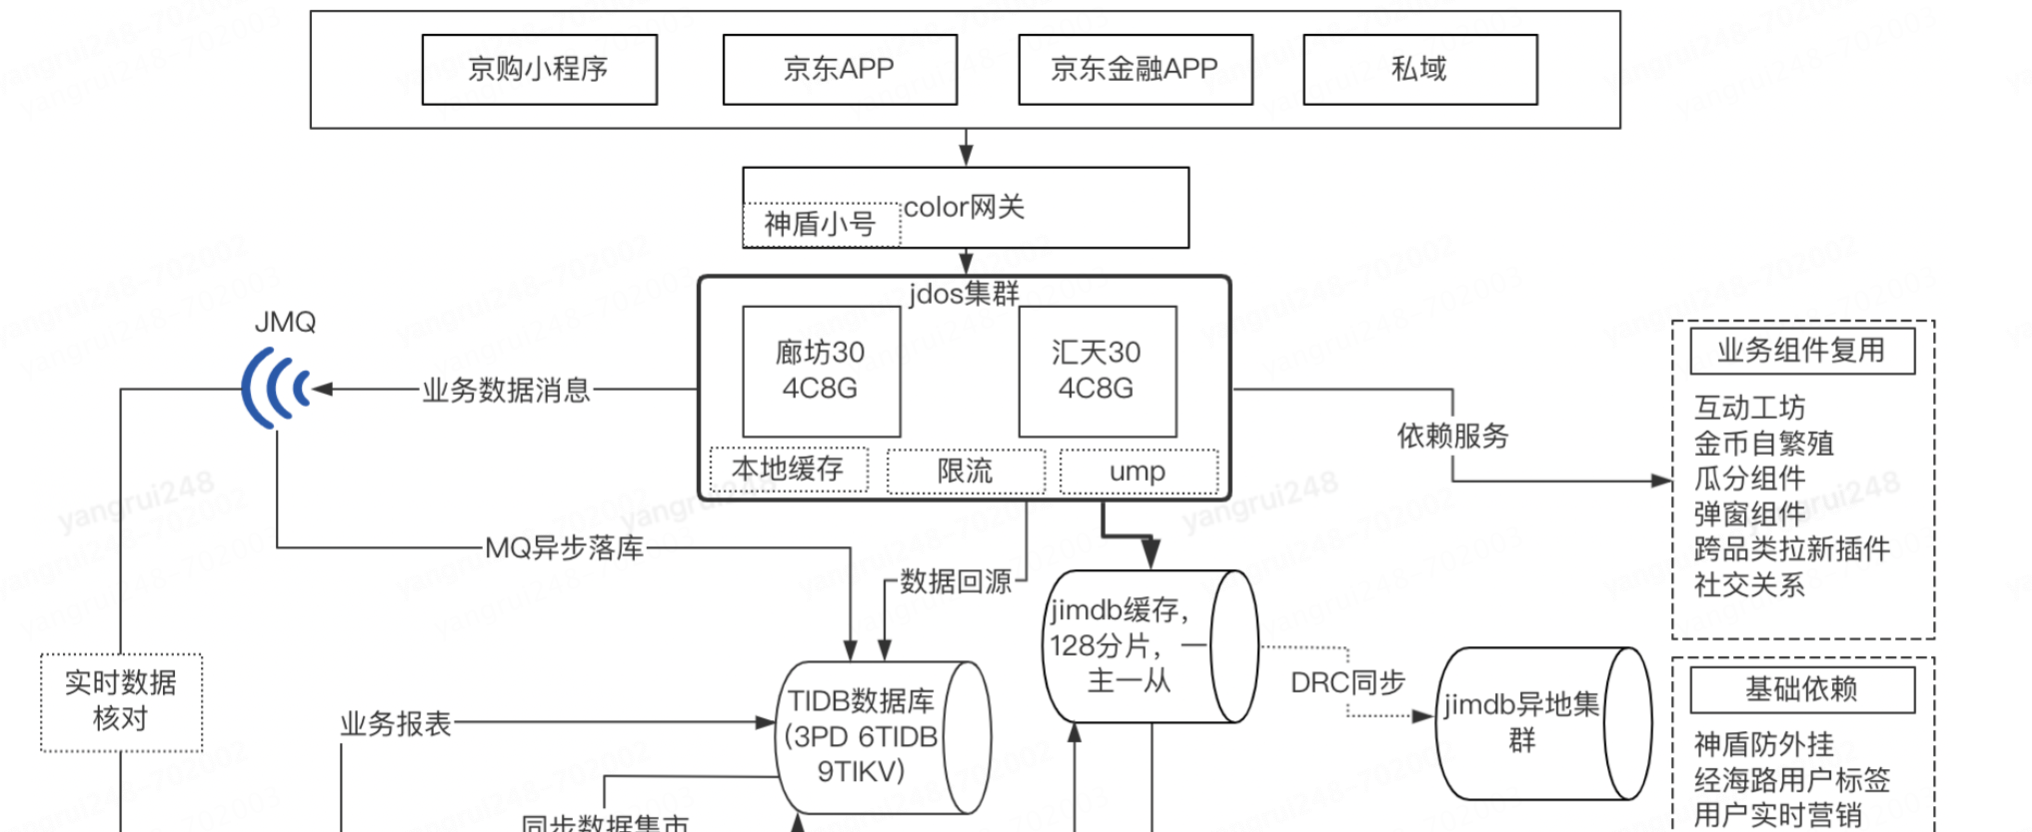 京购小程序
京东APP
京东金融APP
私域
color网关
神盾小号
jdos集群
廊坊30
4C8G
汇天30
4C8G
本地缓存
限流
ump
JMQ
业务数据消息
依赖服务
业务组件复用
互动工坊
金币自繁殖
瓜分组件
弹窗组件
跨品类拉新插件
社交关系
MQ异步落库
数据回源
jimdb缓存，
128分片，一
主一从
DRC同步
jimdb异地集
群
实时数据
核对
业务报表
TIDB数据库
(3PD 6TIDB
9TIKV)
同步数据集市
基础依赖
神盾防外挂
经海路用户标签
用户实时营销
yangrui248
yangrui248
yangrui248
yangrui248